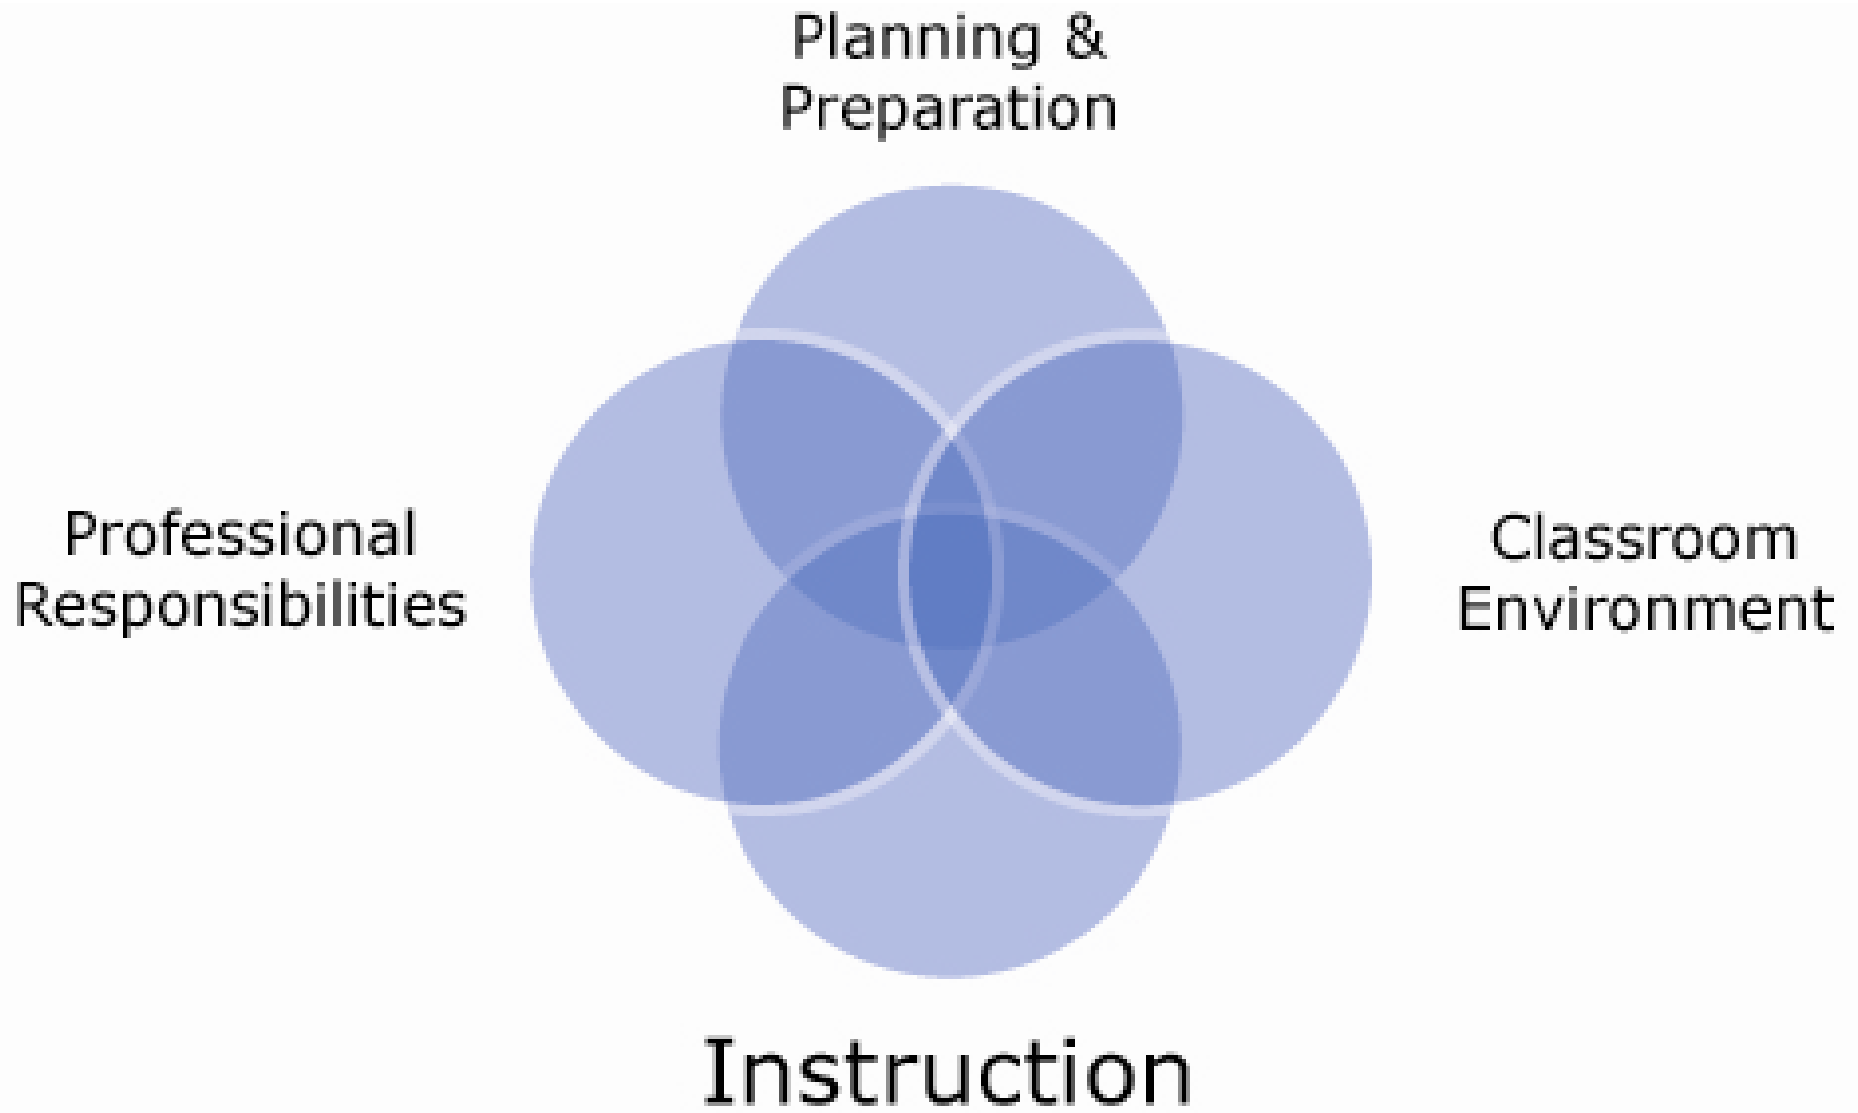 Planning &
Preparation
Professional
Responsibilities
Classroom
Environment
Instruction